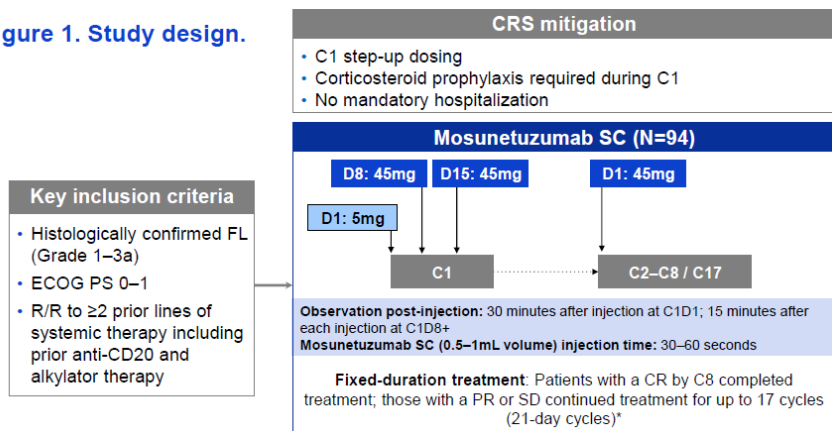 gure 1. Study design.
CRS mitigation
• C1 step-up dosing
• Corticosteroid prophylaxis required during C1
• No mandatory hospitalization
Mosunetuzumab SC (N=94)
D8: 45mg
D15: 45mg
D1: 45mg
D1: 5mg
C1
C2–C8 / C17
Key inclusion criteria
• Histologically confirmed FL
(Grade 1–3a)
• ECOG PS 0–1
• R/R to ≥2 prior lines of
systemic therapy including
prior anti-CD20 and
alkylator therapy
Observation post-injection: 30 minutes after injection at C1D1; 15 minutes after
each injection at C1D8+
Mosunetuzumab SC (0.5–1mL volume) injection time: 30–60 seconds
Fixed-duration treatment: Patients with a CR by C8 completed
treatment; those with a PR or SD continued treatment for up to 17 cycles
(21-day cycles)*